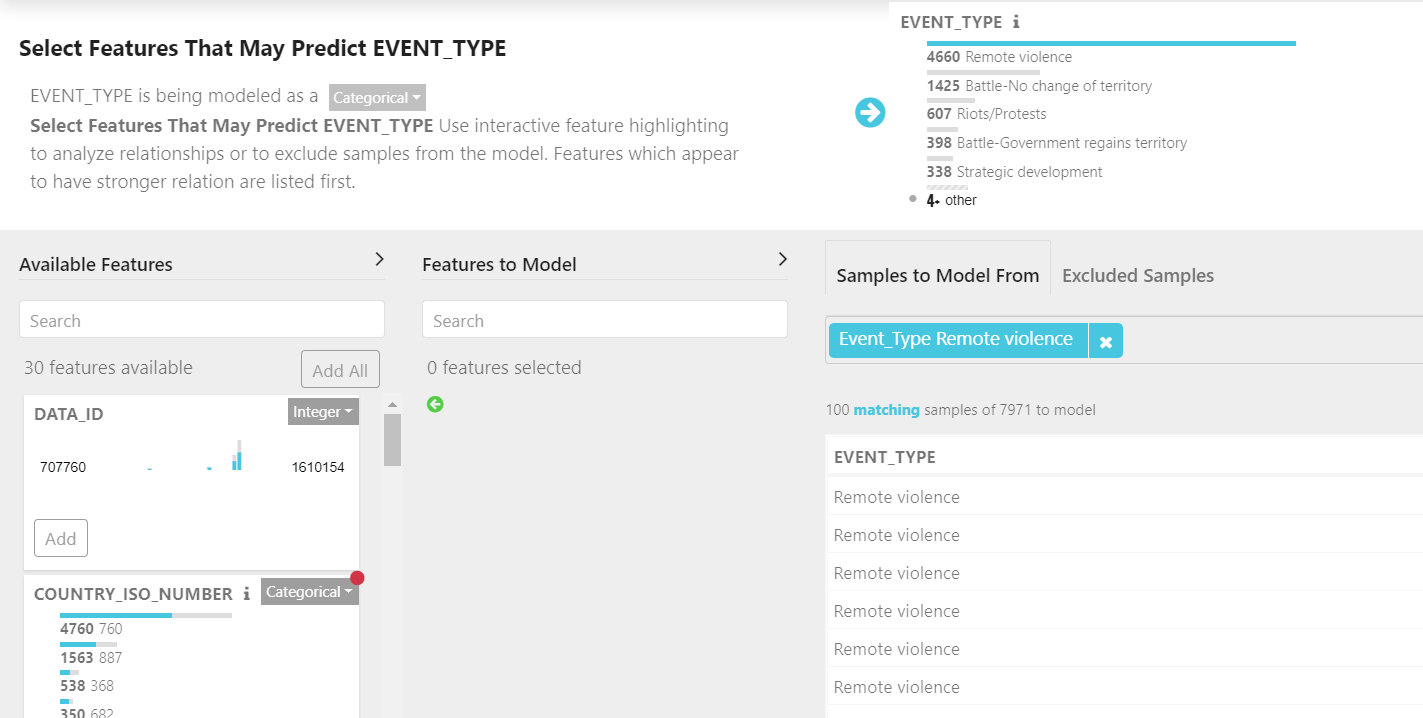 Select Features That May Predict EVENT_TYPE
EVENT_TYPE is being modeled as a Categorical
Select Features That May Predict EVENT_TYPE Use interactive feature highlighting
to analyze relationships or to exclude samples from the model. Features which appear
to have stronger relation are listed first.
EVENT_TYPE i
4660 Remote violence
1425 Battle-No change of territory
607 Riots/Protests
398 Battle-Government regains territory
338 Strategic development
4+ other
Available Features
Search
30 features available
Add All
DATA_ID Integer
707760
1610154
Add
COUNTRY_ISO_NUMBER i Categorical
4760 760
1563 887
538 368
350 682
Features to Model
Search
0 features selected
Samples to Model From Excluded Samples
Event_Type Remote violence
100 matching samples of 7971 to model
EVENT_TYPE
Remote violence
Remote violence
Remote violence
Remote violence
Remote violence
Remote violence